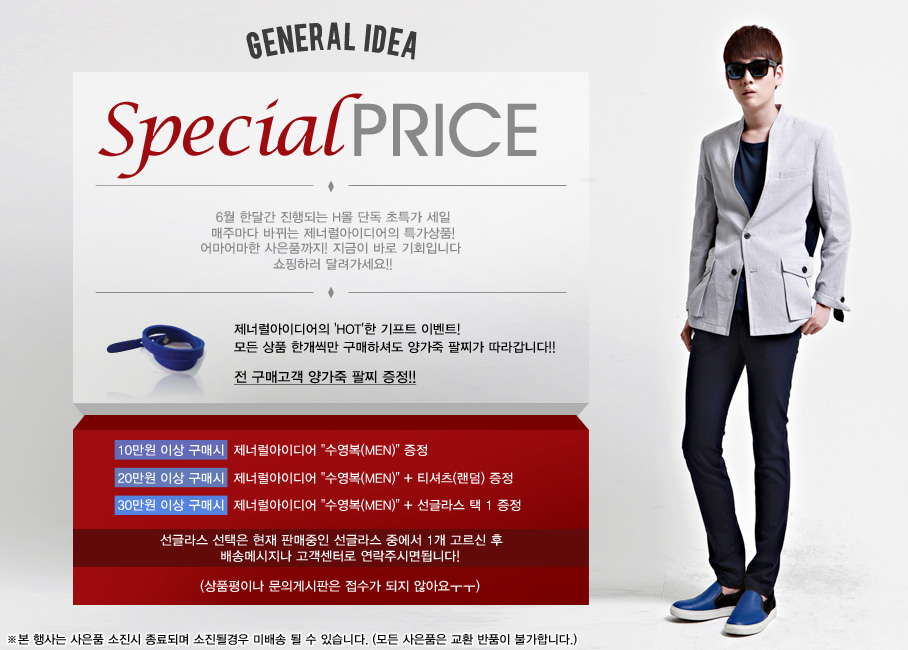 GENERAL IDEA
Special PRICE
6월 한달간 진행되는 H몰 단독 초특가 세일
매주마다 바뀌는 제너럴아이디어의 특가상품!
어마어마한 사은품까지! 지금이 바로 기회입니다
쇼핑하러 달려가세요!!
제너럴아이디어의 'HOT'한 기프트 이벤트!
모든 상품 한개씩만 구매하셔도 양가죽 팔찌가 따라갑니다!!
전 구매고객 양가죽 팔찌 증정!!
10만원 이상 구매시 제너럴아이디어 "수영복(MEN)" 증정
20만원 이상 구매시 제너럴아이디어 "수영복(MEN)" + 티셔츠(랜덤) 증정
30만원 이상 구매시 제너럴아이디어 "수영복(MEN)" + 선글라스 택 1 증정
선글라스 선택은 현재 판매중인 선글라스 중에서 1개 고르신 후
배송메시지나 고객센터로 연락주시면됩니다!
(상품평이나 문의게시판은 접수가 되지 않아요ㅜㅜ)
※본 행사는 사은품 소진시 종료되며 소진될경우 미배송 될 수 있습니다. (모든 사은품은 교환 반품이 불가합니다.)